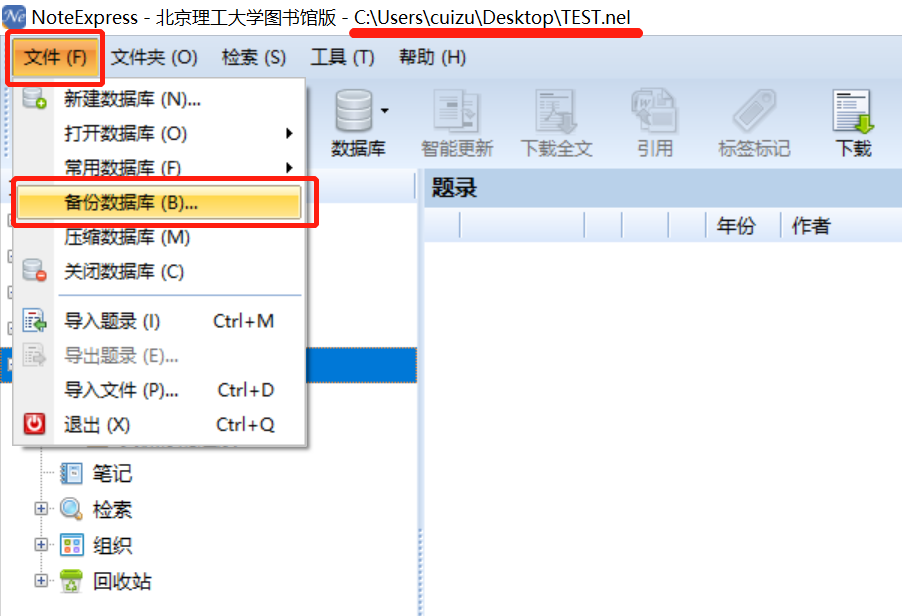 NoteExpress - 北京理工大学图书馆版 - C:\Users\cuizu\Desktop\TEST.nel
文件 (F) 文件夹 (O) 检索 (S) 工具 (T) 帮助 (H)
新建数据库 (N)...
打开数据库 (O)
常用数据库 (F)
备份数据库 (B)...
压缩数据库 (M)
关闭数据库 (C)
导入题录 (I) Ctrl+M
导出题录 (E)...
导入文件 (P)... Ctrl+D
退出 (X) Ctrl+Q
数据库 智能更新 下载全文 引用 标签标记 下载
题录
年份 作者
笔记
检索
组织
回收站